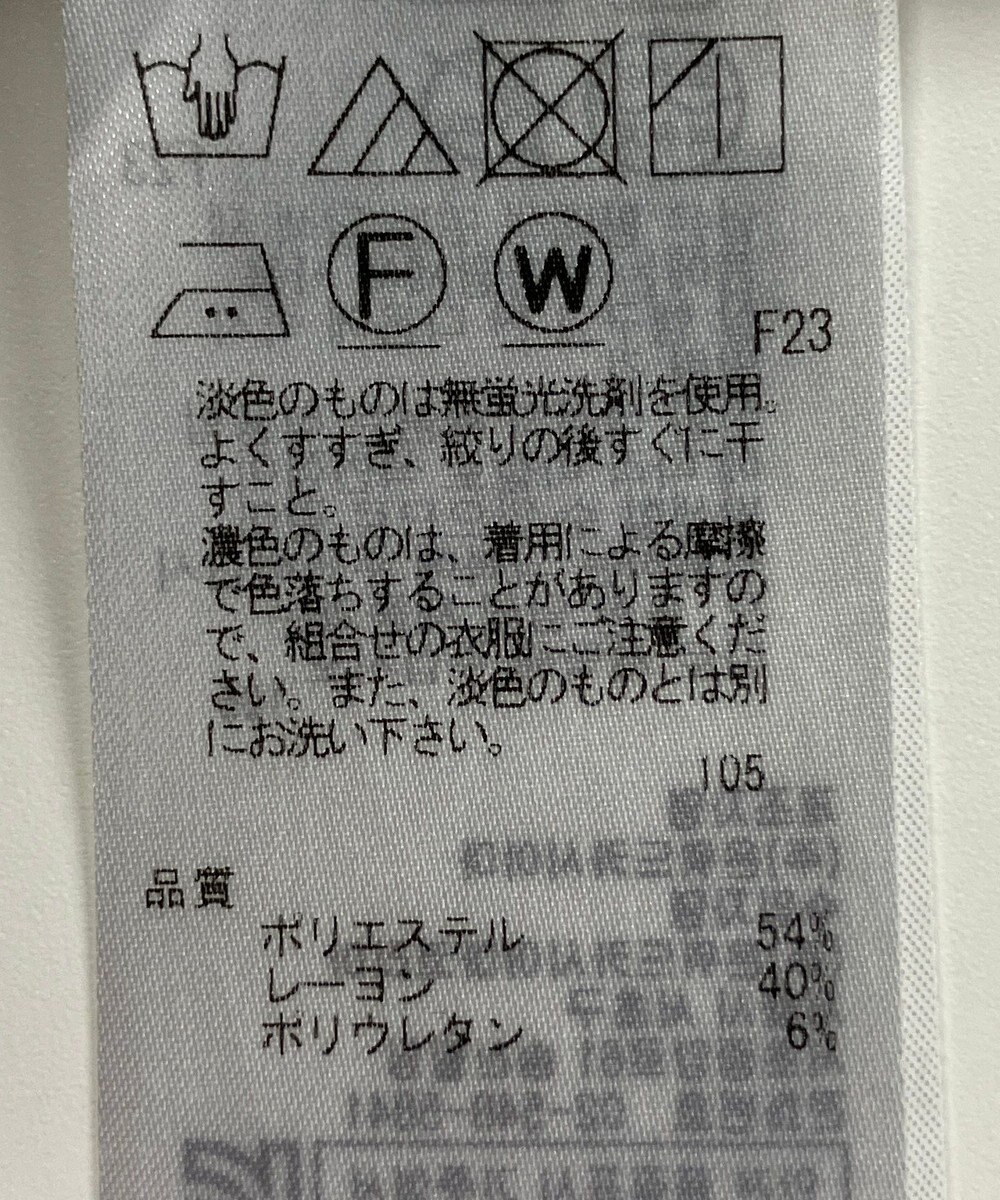 F
W
F23
淡色のものは無蛍光洗剤を使用。
よくすすぎ、絞りの後すぐに干
すこと。
濃色のものは、着用による摩擦
で色落ちすることがありますの
で、組合せの衣服にご注意くだ
さい。また、淡色のものとは別
にお洗い下さい。
105
品質
ポリエステル 54%
レーヨン 40%
ポリウレタン 6%